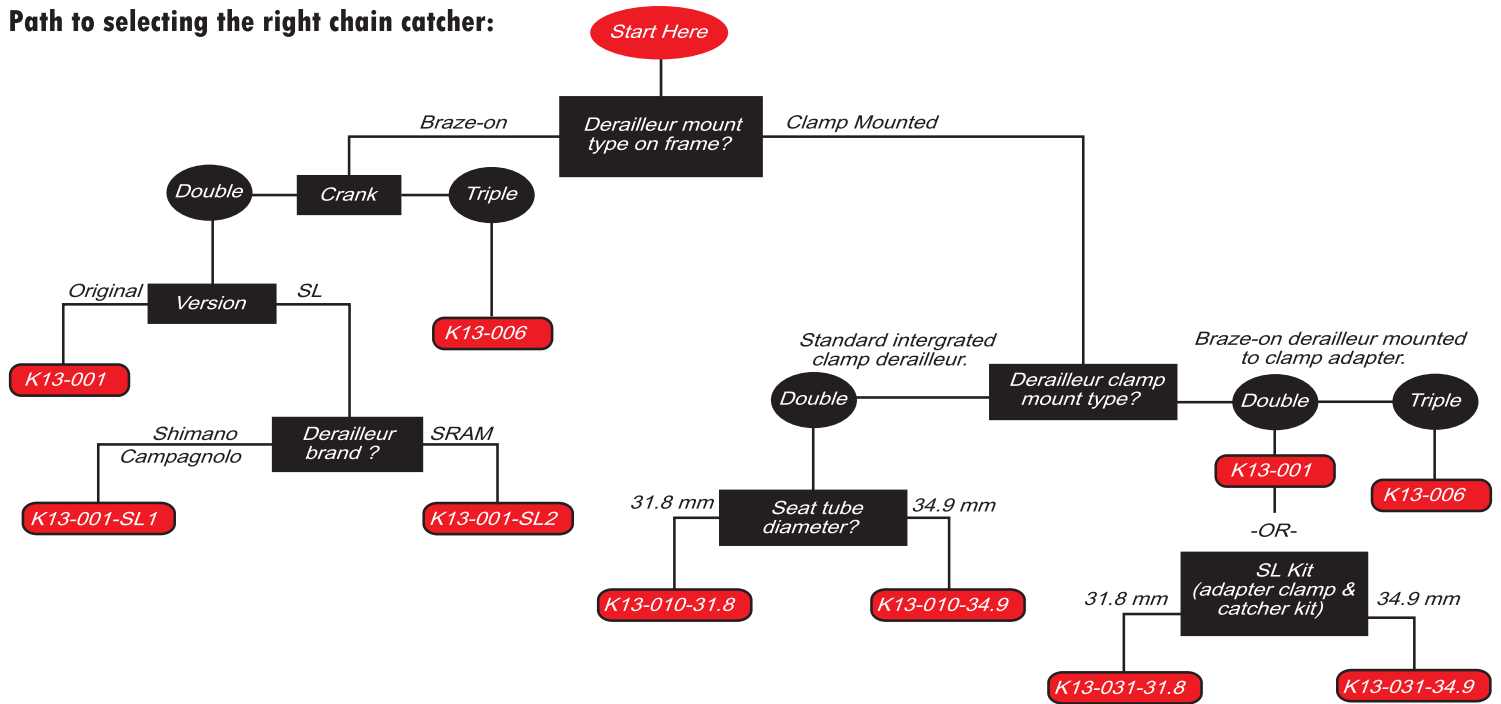 Path to selecting the right chain catcher:
Start Here
Derailleur mount
type on frame?
Braze-on
Clamp Mounted
Double
Crank
Triple
Original
Version
SL
K13-006
K13-001
Shimano
Campagnolo
Derailleur
brand ?
SRAM
K13-001-SL1
K13-001-SL2
Standard intergrated
clamp derailleur.
Derailleur clamp
mount type?
Braze-on derailleur mounted
to clamp adapter.
Double
Double
Triple
K13-001
K13-006
-OR-
31.8 mm
Seat tube
diameter?
34.9 mm
K13-010-31.8
K13-010-34.9
31.8 mm
SL Kit
(adapter clamp &
catcher kit)
34.9 mm
K13-031-31.8
K13-031-34.9